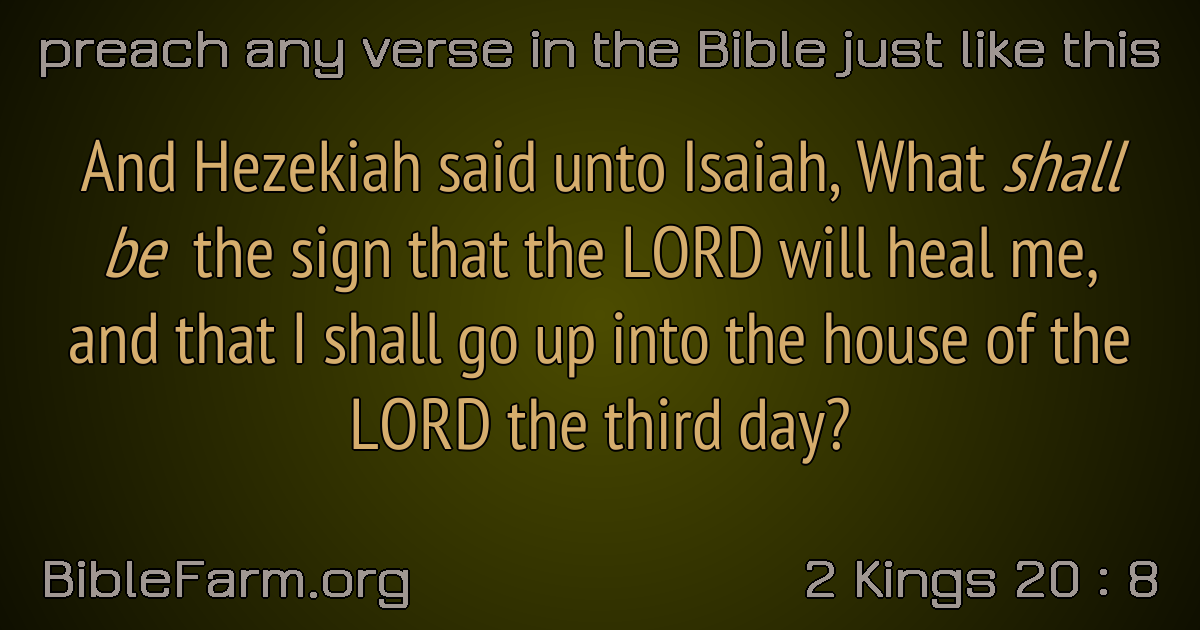 preach any verse in the Bible just like this
And Hezekiah said unto Isaiah, What shall
be the sign that the LORD will heal me,
and that I shall go up into the house of the
LORD the third day?
BibleFarm.org
2 Kings 20 : 8